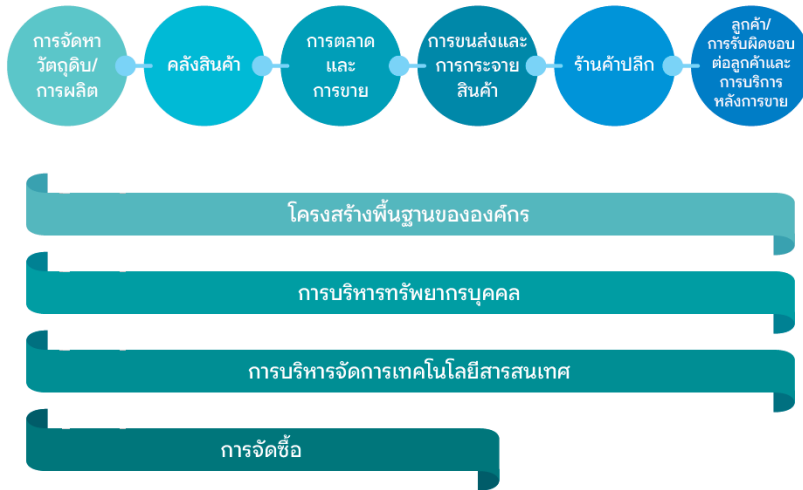 การจัดหา
วัตถุดิบ/
การผลิต
คลังสินค้า
การตลาด
และ
การขาย
การขนส่งและ
การกระจาย
สินค้า
ร้านค้าปลีก
ลูกค้า/
การรับผิดชอบ
ต่อลูกค้าและ
การบริการ
หลังการขาย
โครงสร้างพื้นฐานขององค์กร
การบริหารทรัพยากรบุคคล
การบริหารจัดการเทคโนโลยีสารสนเทศ
การจัดซื้อ